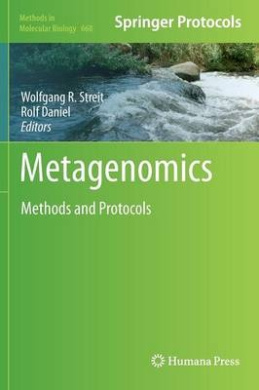 Methods in
Molecular Biology 668
Springer Protocols
Wolfgang R. Streit
Rolf Daniel
Editors
Metagenomics
Methods and Protocols
Humana Press